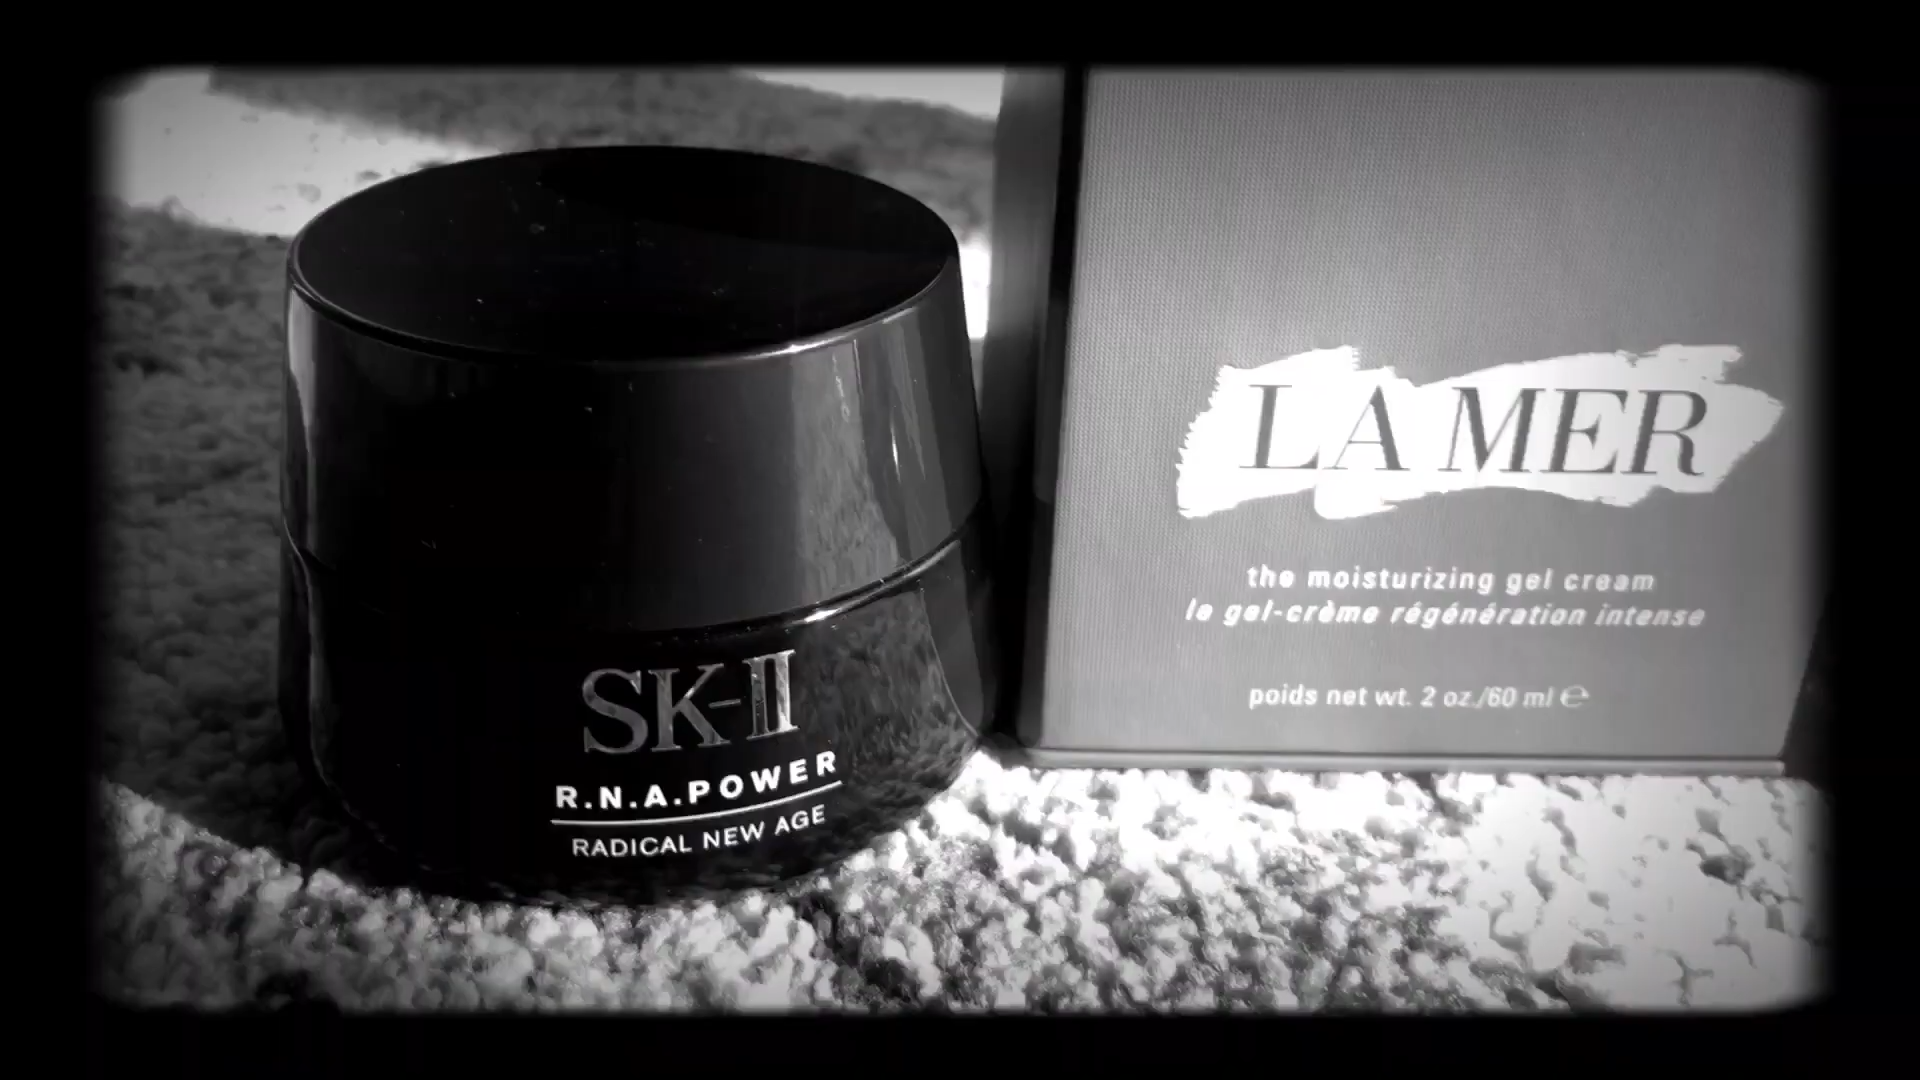 SK-II
R.N.A.POWER
RADICAL NEW AGE
LA MER
the moisturizing gel cream
le gel-crème régénération intense
poids net wt. 2 oz./60 ml ℮